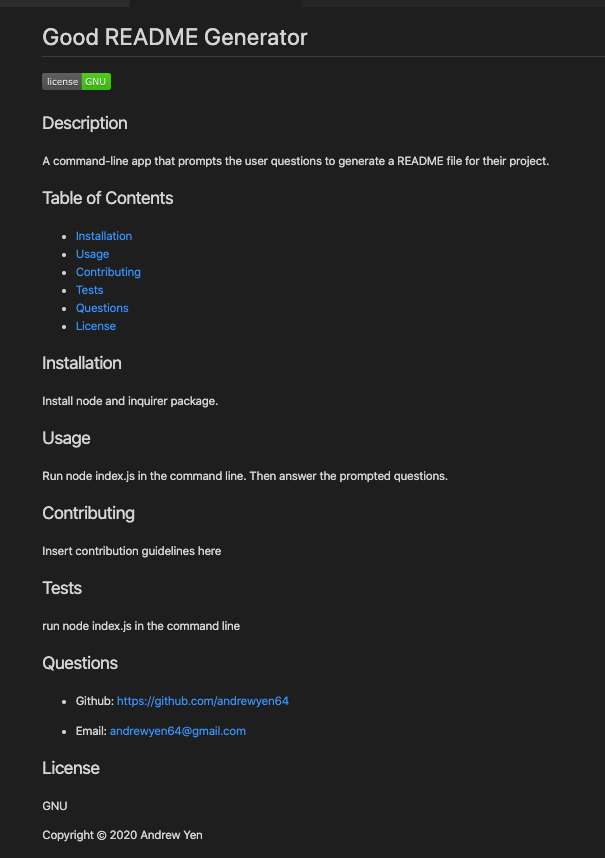 Good README Generator
license GNU
Description
A command-line app that prompts the user questions to generate a README file for their project.
Table of Contents
Installation
Usage
Contributing
Tests
Questions
License
Installation
Install node and inquirer package.
Usage
Run node index.js in the command line. Then answer the prompted questions.
Contributing
Insert contribution guidelines here
Tests
run node index.js in the command line
Questions
Github: https://github.com/andrewyen64
Email: andrewyen64@gmail.com
License
GNU
Copyright © 2020 Andrew Yen